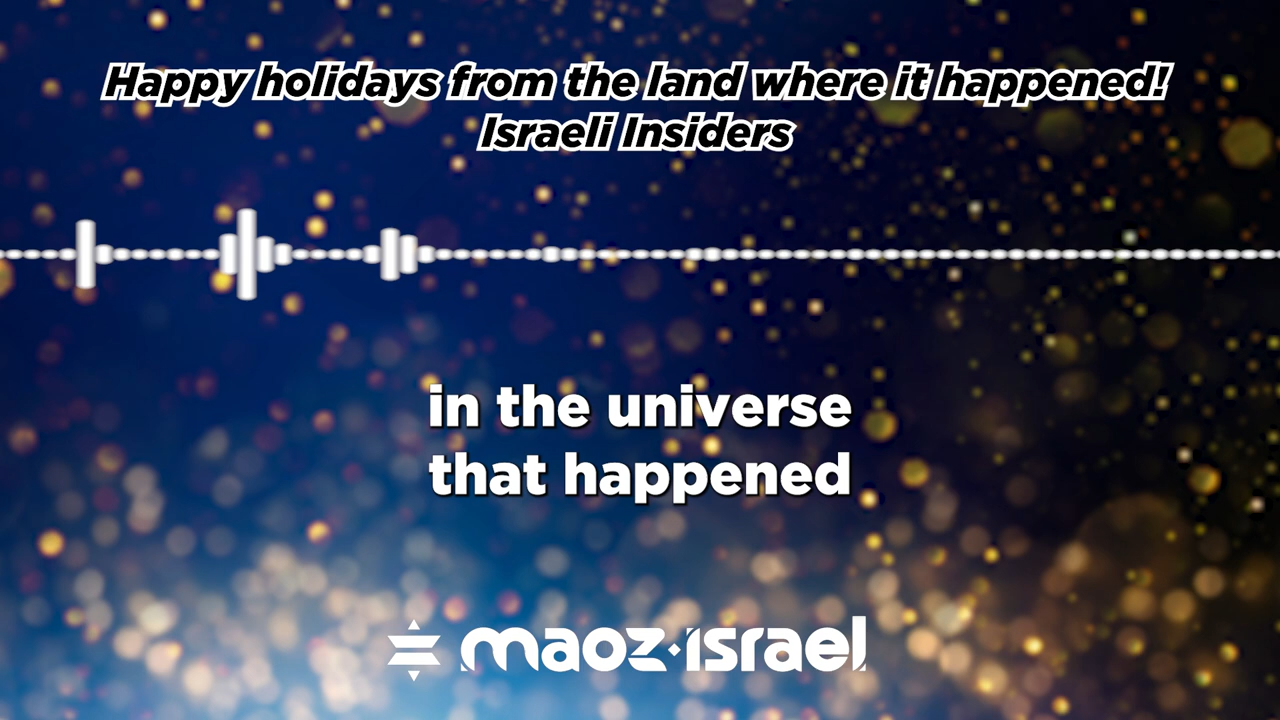 Happy holidays from the land where it happened!
Israeli Insiders
in the universe
that happened
maoz·israel